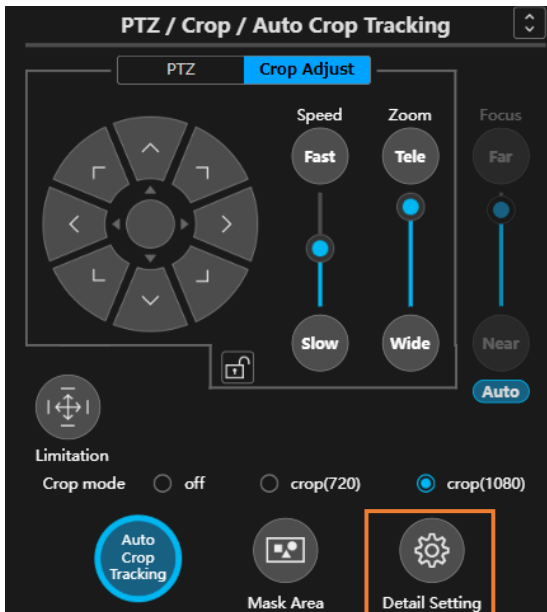 PTZ / Crop / Auto Crop Tracking
PTZ Crop Adjust
Speed Zoom Focus
Fast Tele Far
Slow Wide Near
Auto
Limitation
Crop mode off crop(720) crop(1080)
Auto
Crop
Tracking
Mask Area Detail Setting